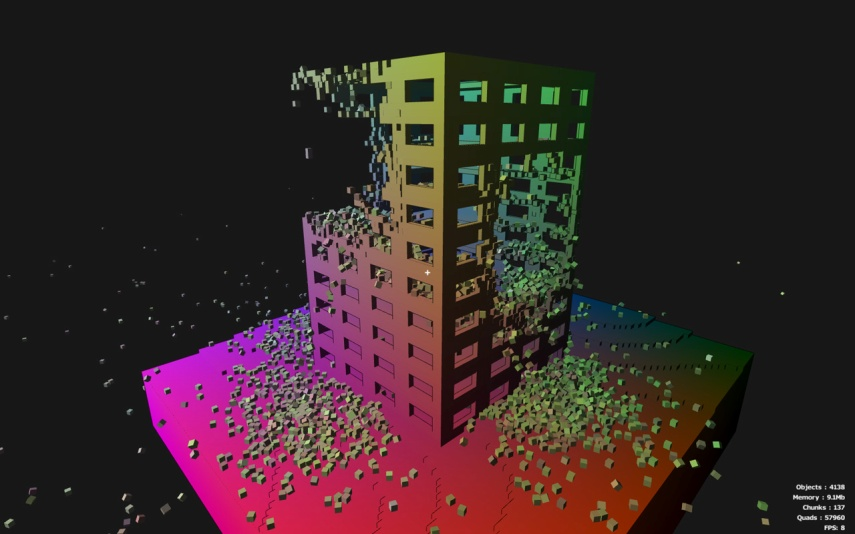 Objects : 4138
Memory : 9.1Mb
Chunks : 137
Quads : 57960
FPS: 8